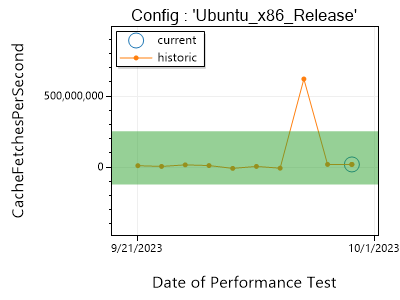 Config : 'Ubuntu_x86_Release'
current
historic
CacheFetchesPerSecond
500,000,000
0
9/21/2023
10/1/2023
Date of Performance Test